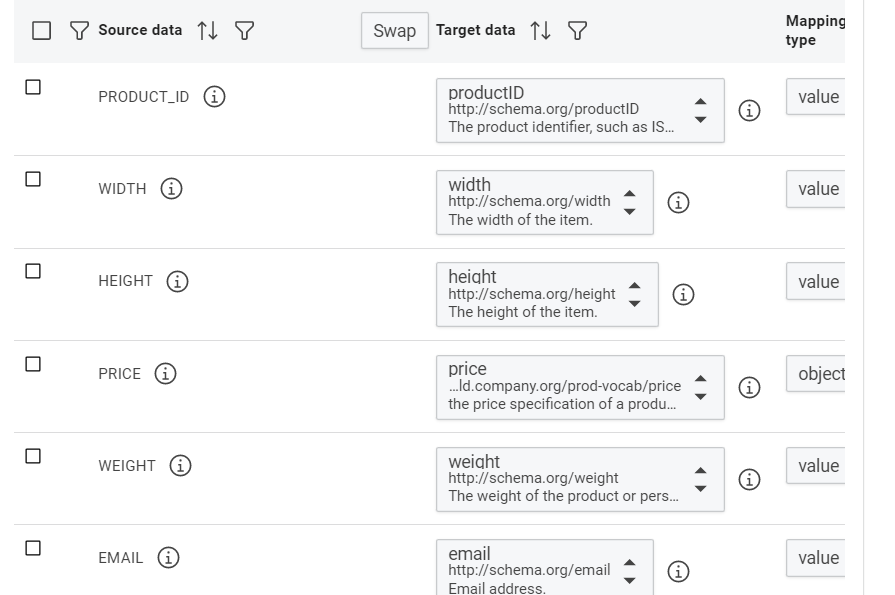 Source data
Swap
Target data
Mapping
type
PRODUCT_ID
productID
http://schema.org/productID
The product identifier, such as IS...
value
WIDTH
width
http://schema.org/width
The width of the item.
value
HEIGHT
height
http://schema.org/height
The height of the item.
value
PRICE
price
...ld.company.org/prod-vocab/price
the price specification of a produ...
object
WEIGHT
weight
http://schema.org/weight
The weight of the product or pers...
value
EMAIL
email
http://schema.org/email
Email address.
value